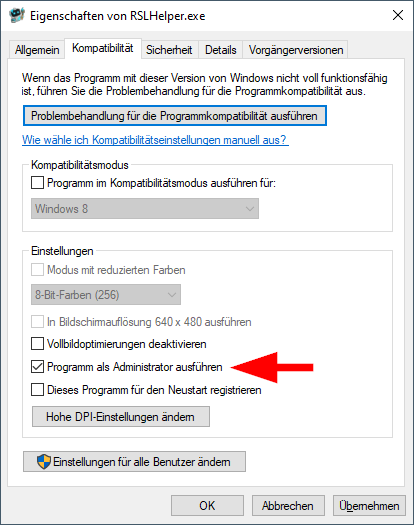 Eigenschaften von RSLHelper.exe
Allgemein Kompatibilität Sicherheit Details Vorgängerversionen
Wenn das Programm mit dieser Version von Windows nicht voll funktionsfähig
ist, führen Sie die Problembehandlung für die Programmkompatibilität aus.
Problembehandlung für die Programmkompatibilität ausführen
Wie wähle ich Kompatibilitätseinstellungen manuell aus?
Kompatibilitätsmodus
Programm im Kompatibilitätsmodus ausführen für:
Windows 8
Einstellungen
Modus mit reduzierten Farben
8-Bit-Farben (256)
In Bildschirmauflösung 640 x 480 ausführen
Vollbildoptimierungen deaktivieren
Programm als Administrator ausführen
Dieses Programm für den Neustart registrieren
Hohe DPI-Einstellungen ändern
Einstellungen für alle Benutzer ändern
OK Abbrechen Übernehmen